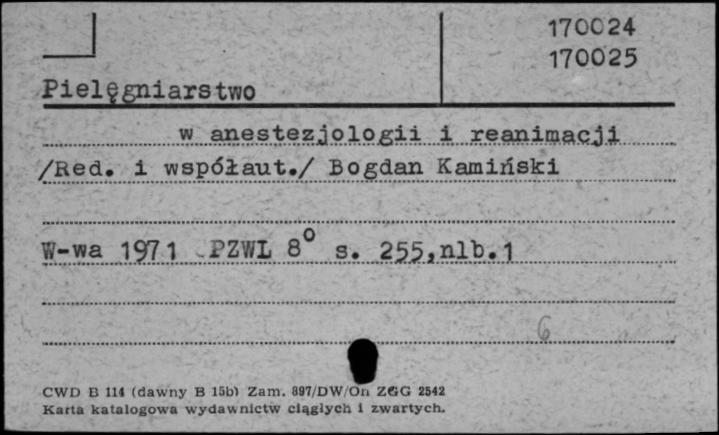 170024
170025
Pielęgniarstwo
w anestezjologii i reanimacji
/Red. i współaut./ Bogdan Kamiński
W-wa 1971 PZWL 8° s. 255,nlb.1
6
CWD B 114 (dawny B 15b) Zam. 897/DW/On ZGG 2542
Karta katalogowa wydawnictw ciągłych i zwartych.